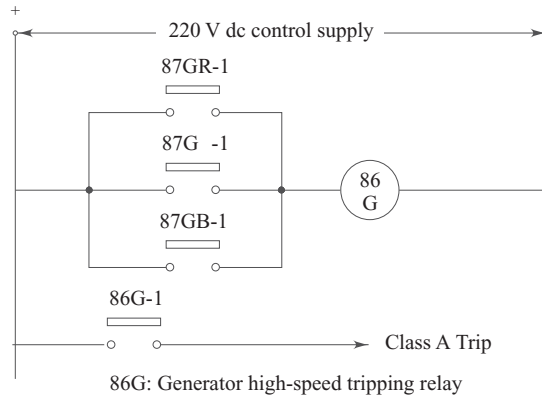 +
220 V dc control supply
87GR-1
87G -1
87GB-1
86
G
86G-1
Class A Trip
86G: Generator high-speed tripping relay